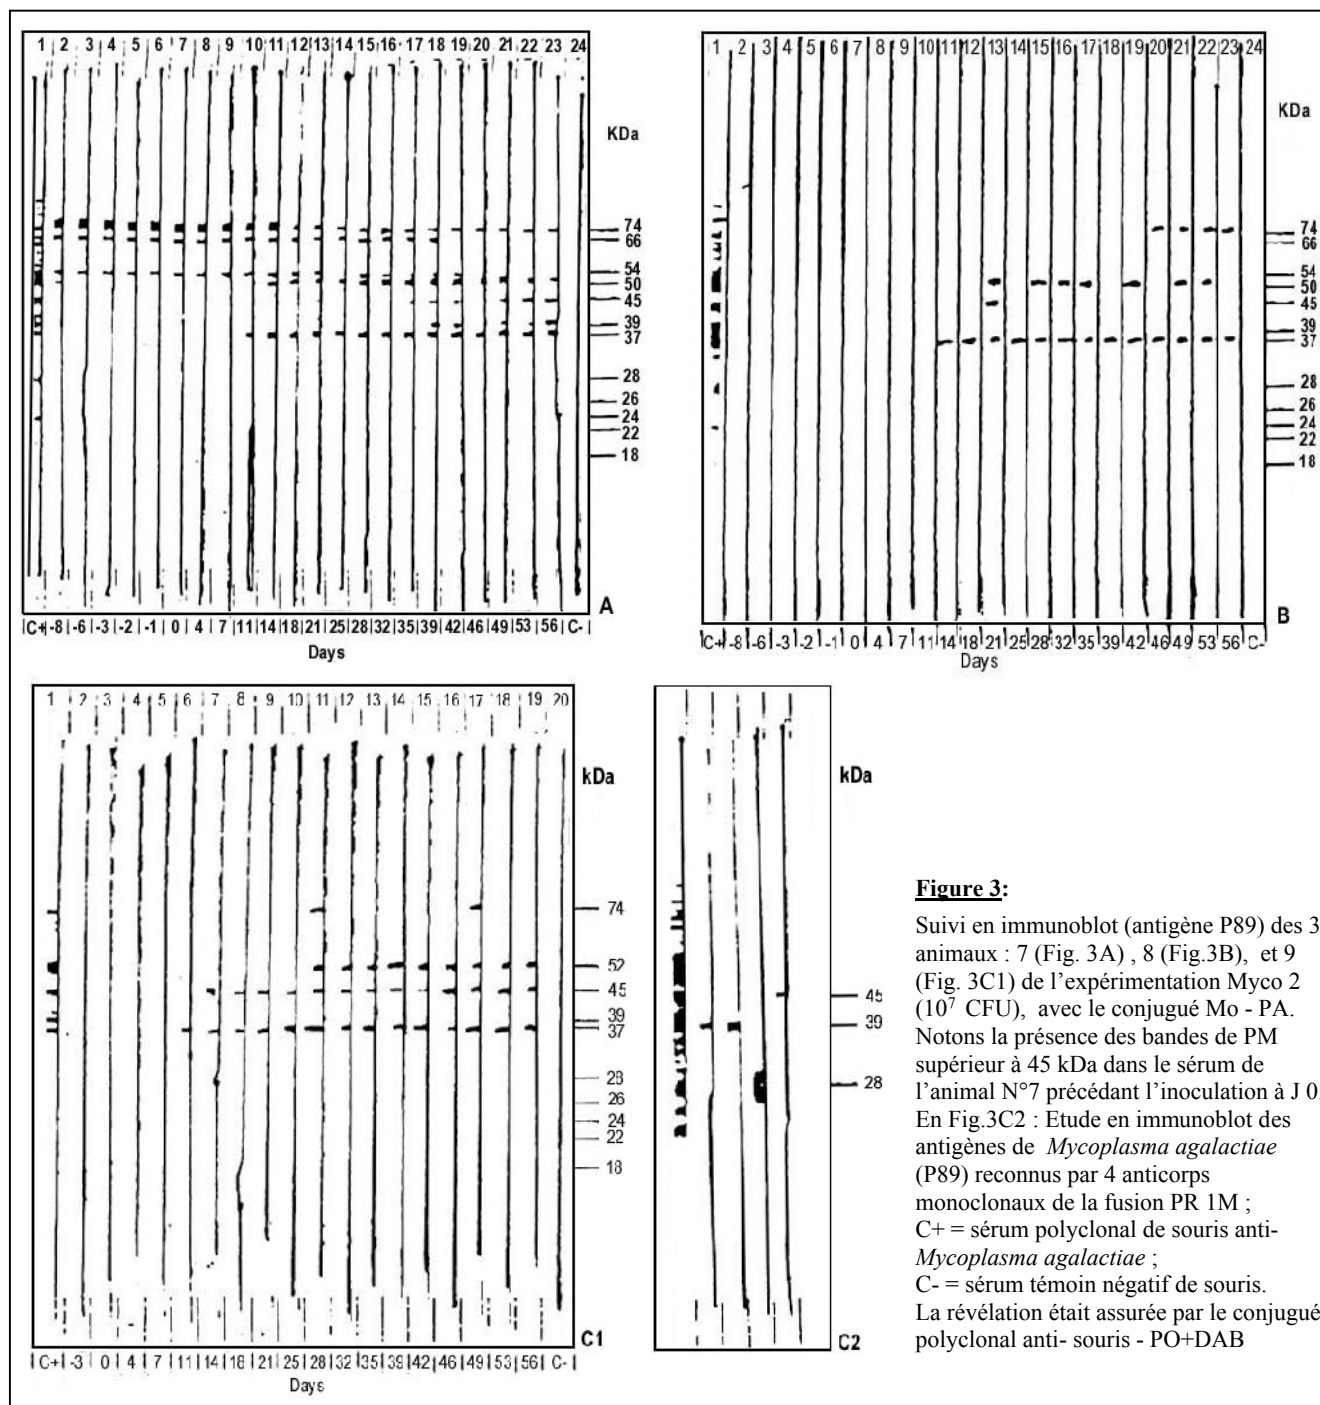 1 2 3 4 5 6 7 8 9 10 11 12 13 14 15 16 17 18 19 20 21 22 23 24
KDa
74
66
54
50
45
39
37
28
26
24
22
18
A
C+ -8 -6 -3 -2 -1 0 4 7 11 14 18 21 25 28 32 35 39 42 46 49 53 56 C-
Days
1 2 3 4 5 6 7 8 9 10 11 12 13 14 15 16 17 18 19 20 21 22 23 24
KDa
74
66
54
50
45
39
37
28
26
24
22
18
B
C+ -8 -6 -3 -2 -1 0 4 7 11 14 18 21 25 28 32 35 39 42 46 49 53 56 C-
Days
1 2 3 4 5 6 7 8 9 10 11 12 13 14 15 16 17 18 19 20
kDa
74
52
45
39
37
28
26
24
22
18
C1
C+ -3 0 4 7 11 14 18 21 25 28 32 35 39 42 46 49 53 56 C-
Days
kDa
45
39
28
C2
Figure 3:
Suivi en immunoblot (antigène P89) des 3
animaux : 7 (Fig. 3A) , 8 (Fig.3B), et 9
(Fig. 3C1) de l’expérimentation Myco 2
(10⁷ CFU), avec le conjugué Mo - PA.
Notons la présence des bandes de PM
supérieur à 45 kDa dans le sérum de
l’animal N°7 précédant l’inoculation à J 0.
En Fig.3C2 : Etude en immunoblot des
antigènes de Mycoplasma agalactiae
(P89) reconnus par 4 anticorps
monoclonaux de la fusion PR 1M ;
C+ = sérum polyclonal de souris anti-
Mycoplasma agalactiae ;
C- = sérum témoin négatif de souris.
La révélation était assurée par le conjugué
polyclonal anti- souris - PO+DAB